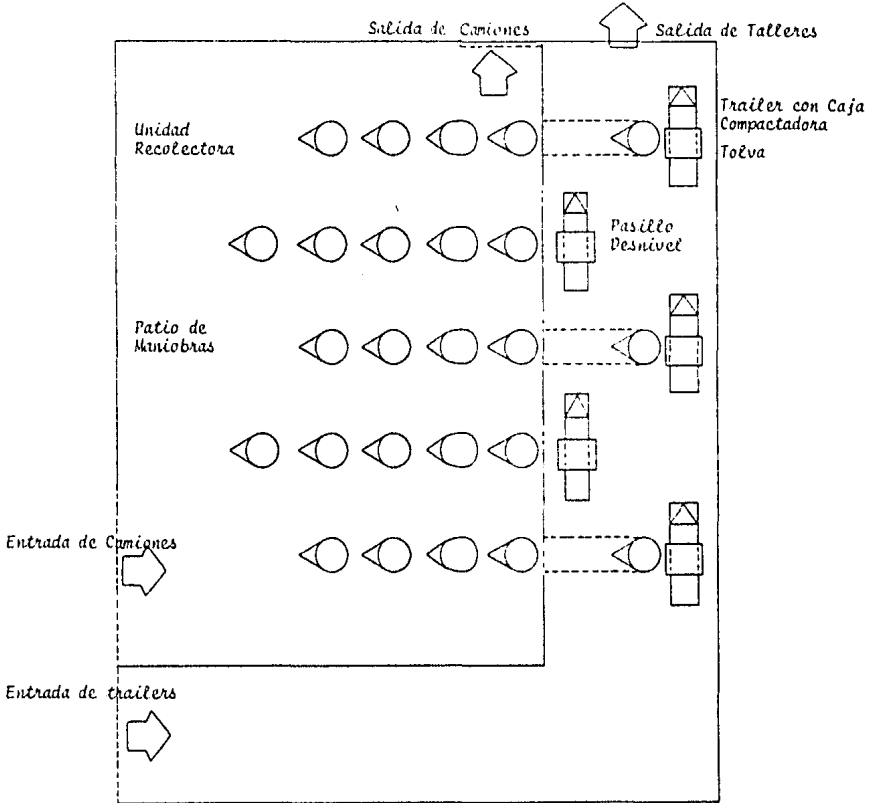 Salida de Camiones
Salida de Talleres
Unidad
Recolectora
Trailer con Caja
Compactadora
Tolva
Pasillo
Desnivel
Patio de
Maniobras
Entrada de Camiones
Entrada de trailers